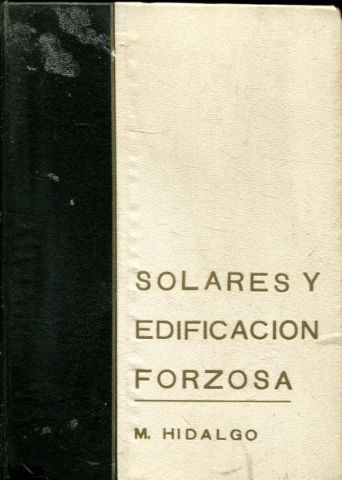 SOLARES Y
EDIFICACION
FORZOSA
M. HIDALGO